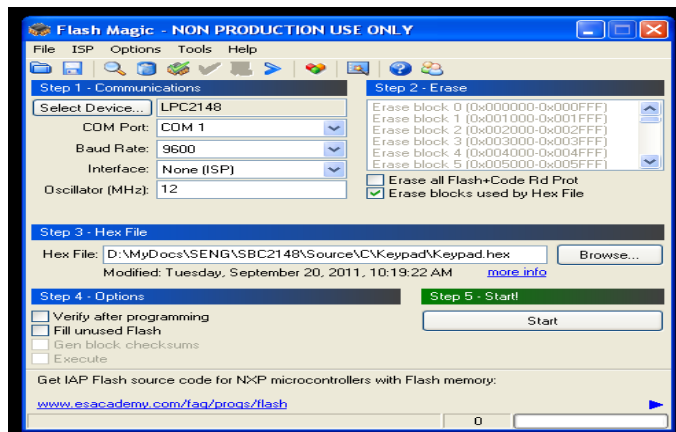 Flash Magic - NON PRODUCTION USE ONLY
File ISP Options Tools Help
Step 1 - Communications
Select Device... LPC2148
COM Port: COM 1
Baud Rate: 9600
Interface: None (ISP)
Oscillator (MHz): 12
Step 2 - Erase
Erase block 0 (0x000000-0x000FFF)
Erase block 1 (0x001000-0x001FFF)
Erase block 2 (0x002000-0x002FFF)
Erase block 3 (0x003000-0x003FFF)
Erase block 4 (0x004000-0x004FFF)
Erase block 5 (0x005000-0x005FFF)
Erase all Flash+Code Rd Prot
Erase blocks used by Hex File
Step 3 - Hex File
Hex File: D:\MyDocs\SENG\SBC2148\Source\C\Keypad\Keypad.hex Browse...
Modified: Tuesday, September 20, 2011, 10:19:22 AM more info
Step 4 - Options
Verify after programming
Fill unused Flash
Gen block checksums
Execute
Step 5 - Start!
Start
Get IAP Flash source code for NXP microcontrollers with Flash memory:
www.esacademy.com/faq/progs/flash
0